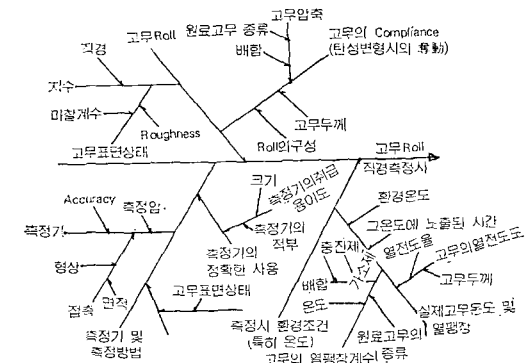 고무압축
고무Roll
원료고무 종류
배합
고무의 Compliance
(탄성변형시의 奪動)
직경
치수
마찰계수
Roughness
고무표면상태
고무두께
Roll의구성
고무Roll
직경측정사
크기
측정기의취급
용이도
환경온도
Accuracy
측정압
측정기의
적부
그온도에 노출된 시간
측정기
측정기의
정확한 사용
충진재
가소제
열전도율
고무의열전도도
형상
배합
고무두께
접촉
면적
고무표면상태
온도
측정기 및
측정방법
측정시 환경조건
(특히 온도)
원료고무의
종류
실제고무온도 및
열팽창
고무의 열팽창계수